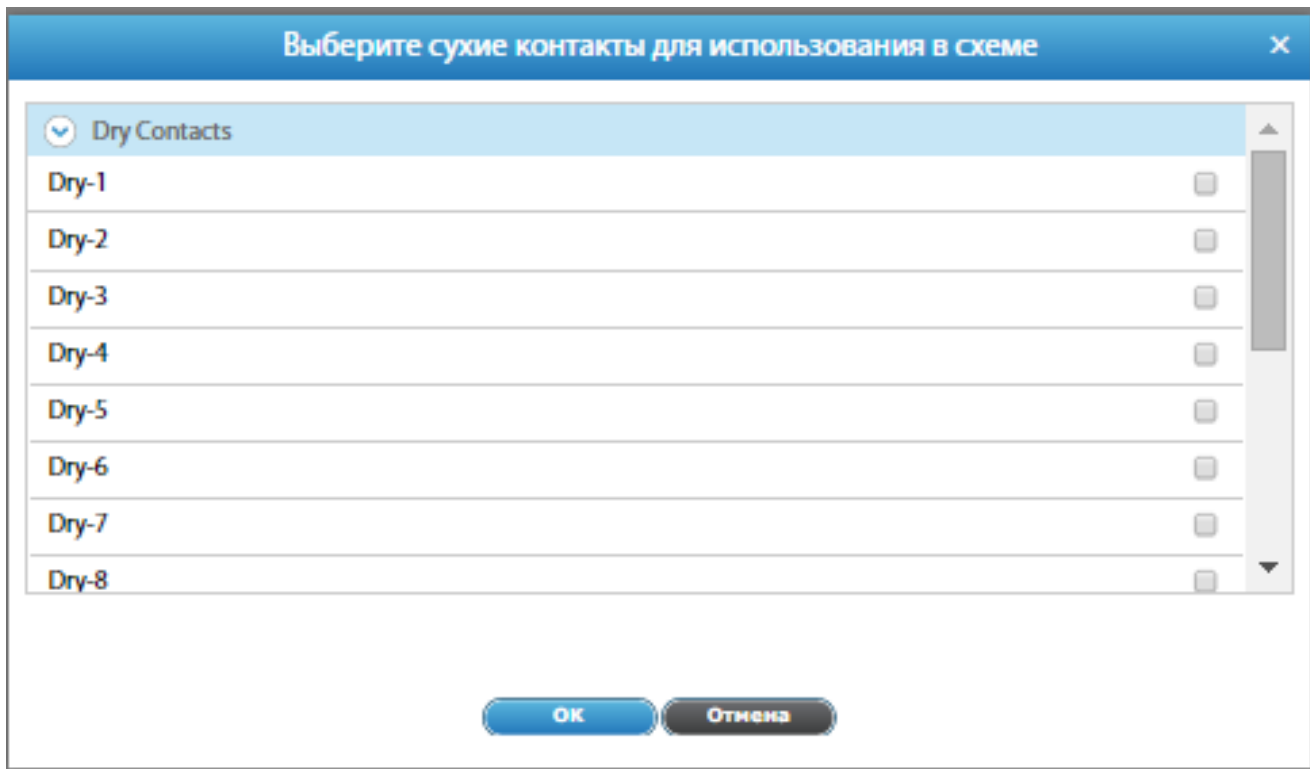 Выберите сухие контакты для использования в схеме
Dry Contacts
Dry-1
Dry-2
Dry-3
Dry-4
Dry-5
Dry-6
Dry-7
Dry-8
ОК Отмена